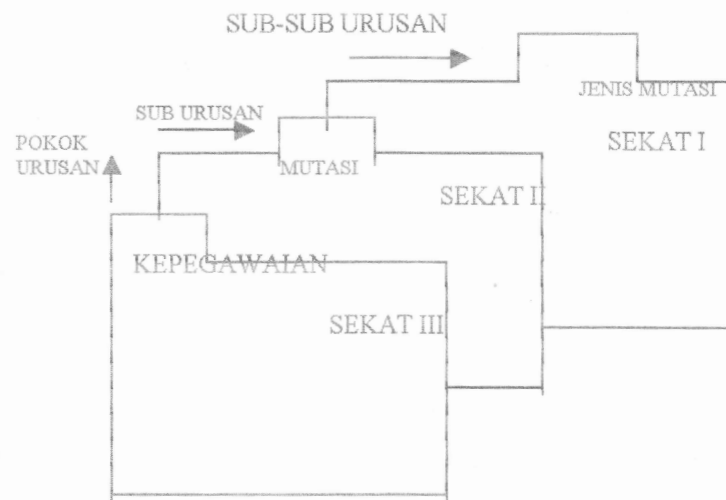 SUB-SUB URUSAN
JENIS MUTASI
SUB URUSAN
SEKAT I
POKOK
URUSAN
MUTASI
SEKAT II
KEPEGAWAIAN
SEKAT III